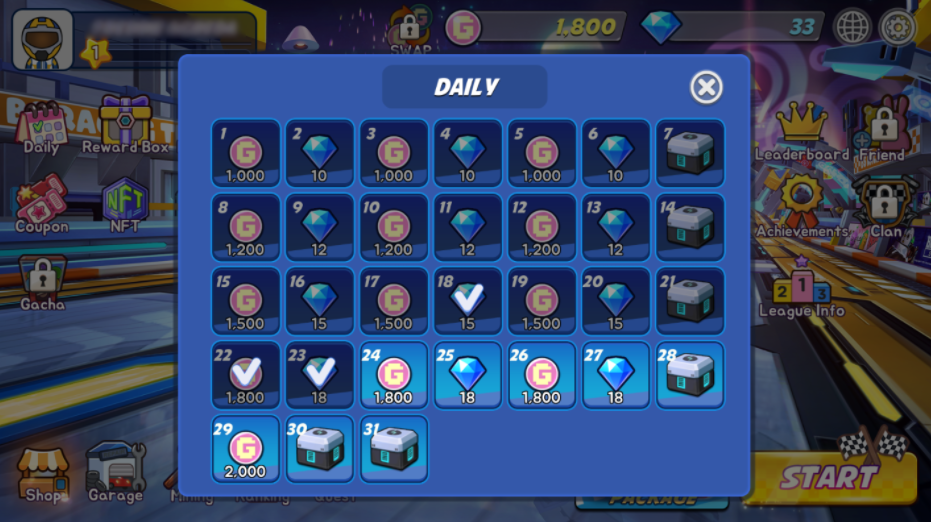 1,800
33
1
SWAP
DAILY
Daily
Reward Box
Coupon
NFT
NFT
Gacha
1
1,000
2
10
3
1,000
4
10
5
1,000
6
10
7
8
1,200
9
12
10
1,200
11
12
12
1,200
13
12
14
15
1,500
16
15
17
1,500
18
15
19
1,500
20
15
21
22
1,800
23
18
24
1,800
25
18
26
1,800
27
18
28
29
2,000
30
31
Leaderboard
Friend
Achievements
Clan
2 1 3
League Info
Shop
Garage
Mining
Ranking
Quest
PACKAGE
START